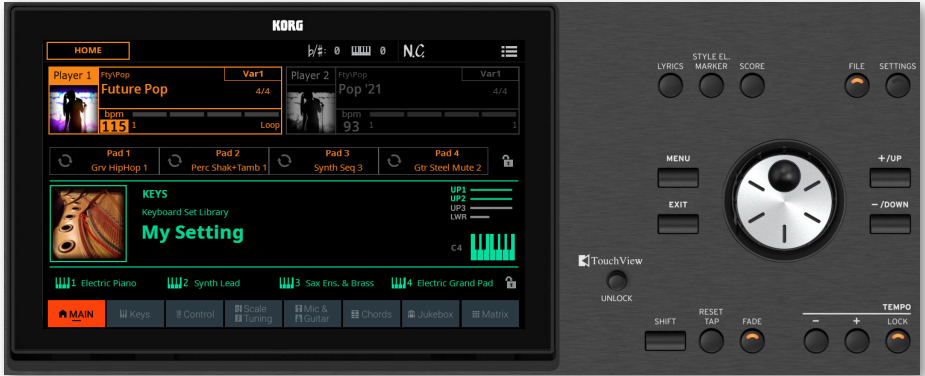 KORG
HOME
b/#: 0 0 N.C.
Player 1 Fty\Pop Var1
Future Pop 4/4
bpm
115 1 Loop
Player 2 Fty\Pop Var1
Pop '21 4/4
bpm
93 1 1
Pad 1
Grv HipHop 1
Pad 2
Perc Shak+Tamb 1
Pad 3
Synth Seq 3
Pad 4
Gtr Steel Mute 2
KEYS
Keyboard Set Library
My Setting
UP1
UP2
UP3
LWR
C4
1 Electric Piano 2 Synth Lead 3 Sax Ens. & Brass 4 Electric Grand Pad
MAIN Keys Control Scale Tuning Mic & Guitar Chords Jukebox Matrix
LYRICS
STYLE EL.
MARKER
SCORE
FILE
SETTINGS
MENU
EXIT
+/UP
–/DOWN
TouchView
UNLOCK
SHIFT
RESET
TAP
FADE
TEMPO
– + LOCK